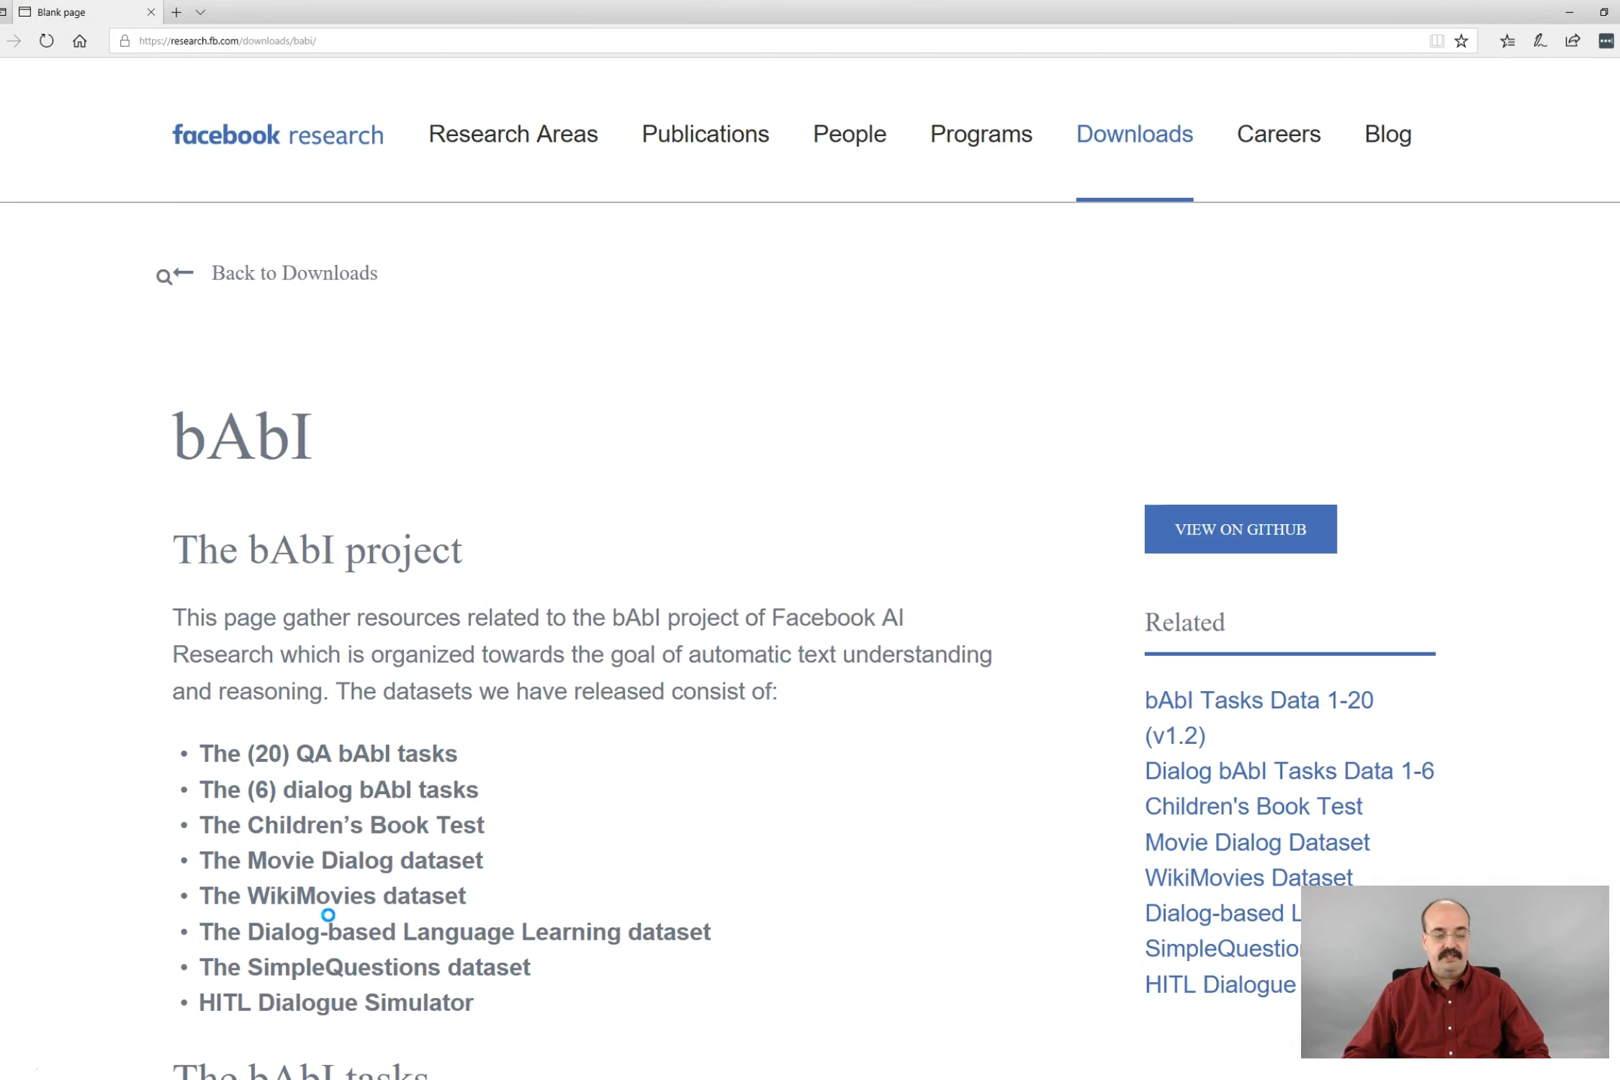 Blank page
https://research.fb.com/downloads/babi/
facebook research
Research Areas
Publications
People
Programs
Downloads
Careers
Blog
Back to Downloads
bAbI
The bAbI project
This page gather resources related to the bAbI project of Facebook AI
Research which is organized towards the goal of automatic text understanding
and reasoning. The datasets we have released consist of:
• The (20) QA bAbI tasks
• The (6) dialog bAbI tasks
• The Children’s Book Test
• The Movie Dialog dataset
• The WikiMovies dataset
• The Dialog-based Language Learning dataset
• The SimpleQuestions dataset
• HITL Dialogue Simulator
The bAbI tasks
VIEW ON GITHUB
Related
bAbI Tasks Data 1-20
(v1.2)
Dialog bAbI Tasks Data 1-6
Children's Book Test
Movie Dialog Dataset
WikiMovies Dataset
Dialog-based L
SimpleQuestio
HITL Dialogue